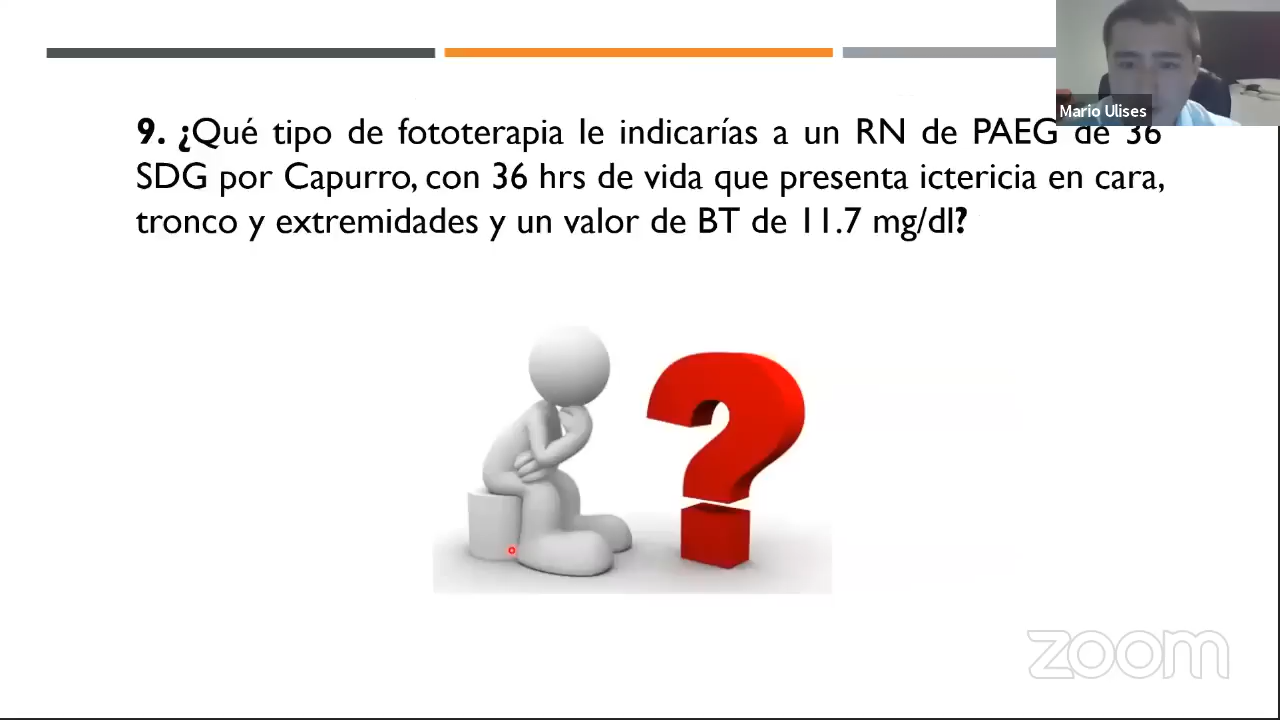 Mario Ulises
9. ¿Qué tipo de fototerapia le indicarías a un RN de PAEG de 36
SDG por Capurro, con 36 hrs de vida que presenta ictericia en cara,
tronco y extremidades y un valor de BT de 11.7 mg/dl?
zoom